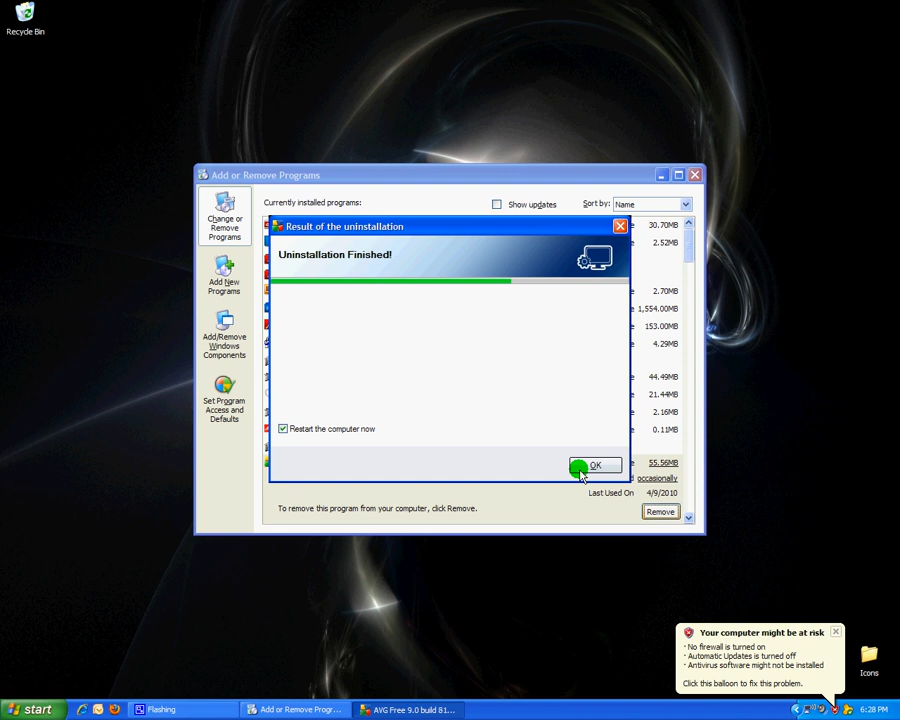 Recycle Bin
Add or Remove Programs
Change or
Remove
Programs
Add New
Programs
Add/Remove
Windows
Components
Set Program
Access and
Defaults
Currently installed programs:
Show updates
Sort by:
Name
30.70MB
2.52MB
2.70MB
1,554.00MB
153.00MB
4.29MB
44.49MB
21.44MB
2.16MB
0.11MB
55.56MB
occasionally
Last Used On
4/9/2010
To remove this program from your computer, click Remove.
Remove
Result of the uninstallation
Uninstallation Finished!
Restart the computer now
OK
Your computer might be at risk
· No firewall is turned on
· Automatic Updates is turned off
· Antivirus software might not be installed
Click this balloon to fix this problem.
Icons
start
Flashing
Add or Remove Progr...
AVG Free 9.0 build 81...
6:28 PM